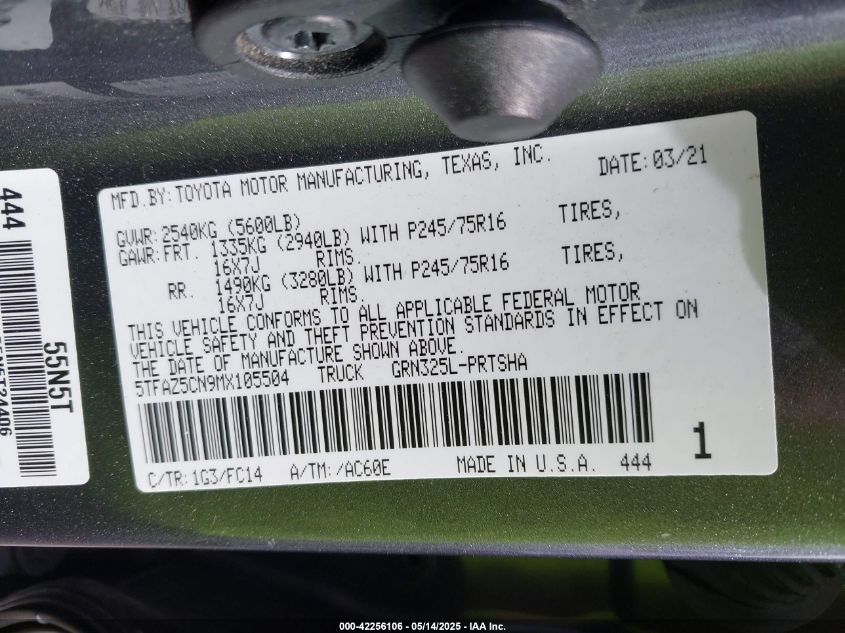 MFD.BY:TOYOTA MOTOR MANUFACTURING, TEXAS, INC. DATE:03/21
GVWR:2540KG (5600LB)
GAWR:FRT. 1335KG (2940LB) WITH P245/75R16 TIRES,
16X7J RIMS.
RR. 1490KG (3280LB) WITH P245/75R16 TIRES,
16X7J RIMS.
THIS VEHICLE CONFORMS TO ALL APPLICABLE FEDERAL MOTOR
VEHICLE SAFETY AND THEFT PREVENTION STANDARDS IN EFFECT ON
THE DATE OF MANUFACTURE SHOWN ABOVE.
5TFAZ5CN9MX105504 TRUCK GRN325L-PRTSHA
C/TR:1G3/FC14 A/TM:/AC60E MADE IN U.S.A. 444
1
444
55N5T
000-42256106 - 05/14/2025 - IAA Inc.